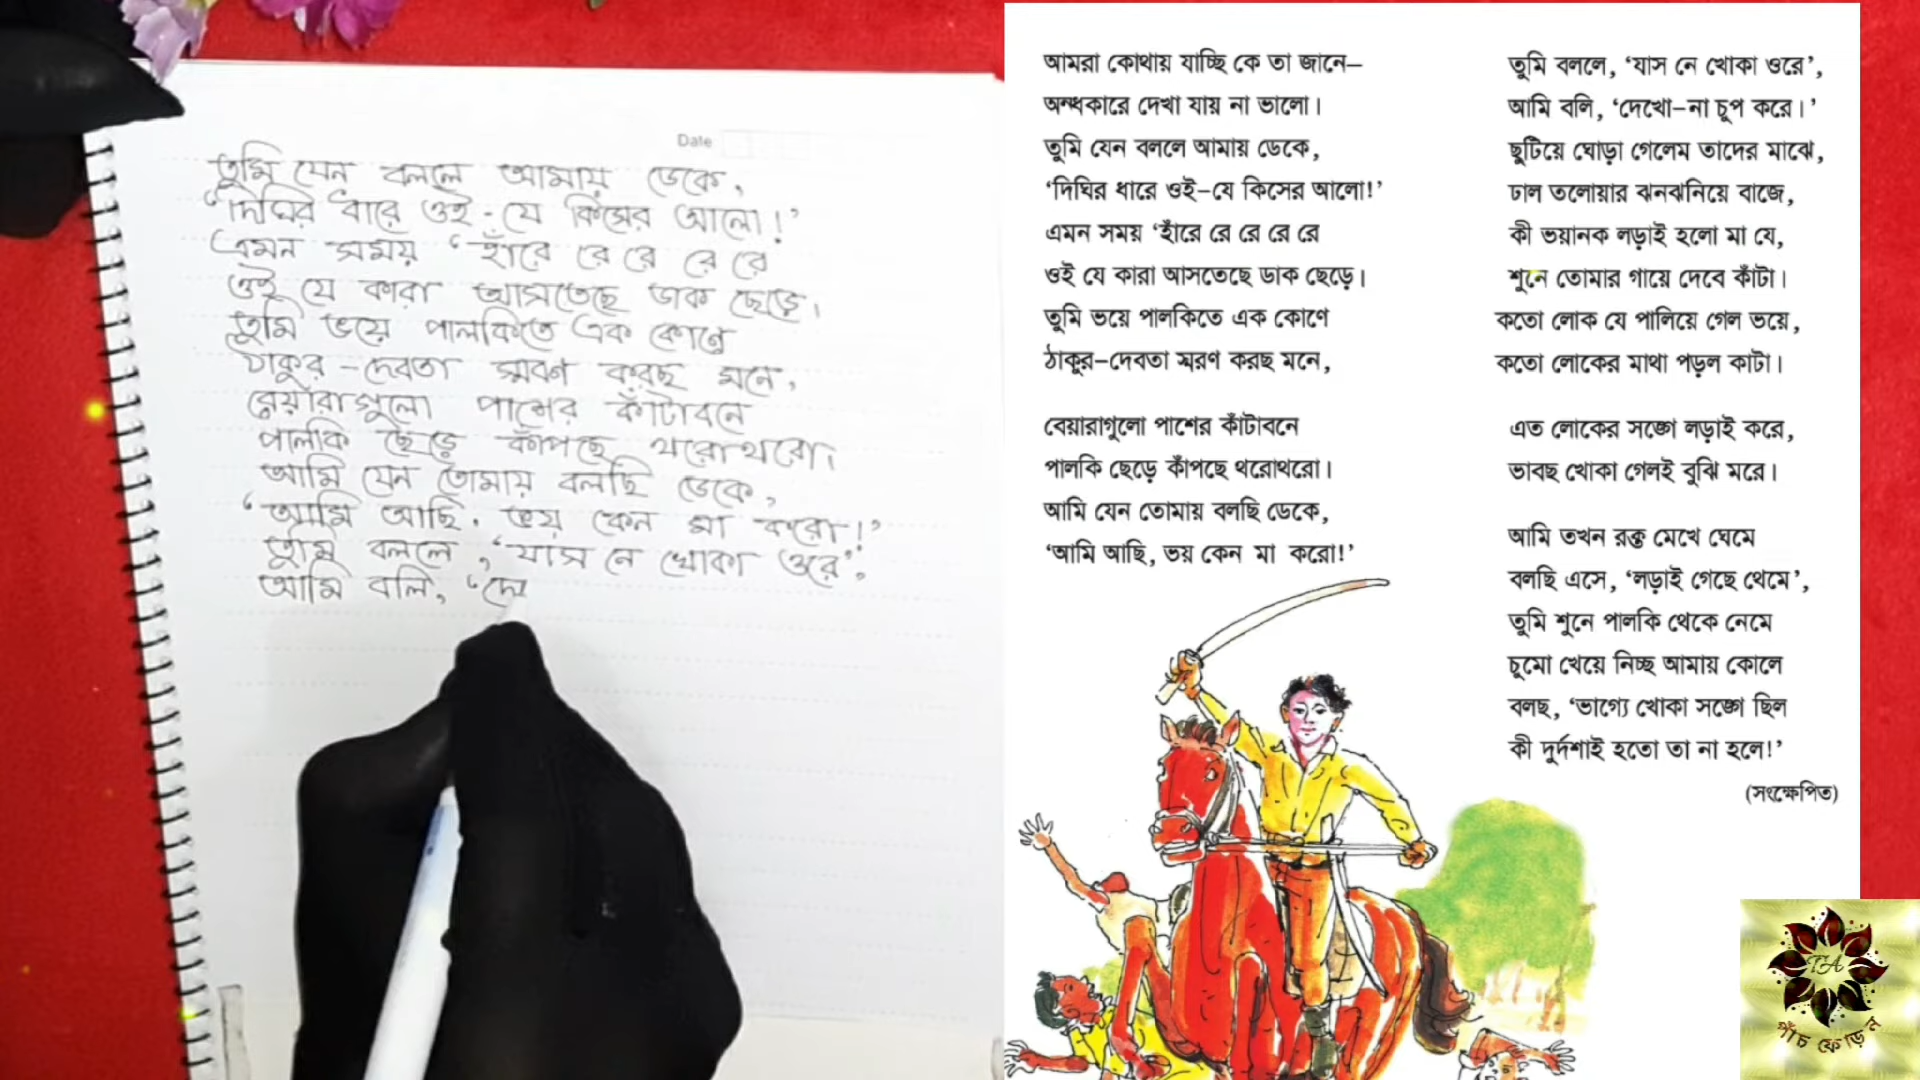 Date
তুমি যেন বললে আমায় ডেকে,
‘দিঘির ধারে ওই-যে কিসের আলো!’
এমন সময় ‘হাঁরে রে রে রে রে
ওই যে কারা আসতেছে ডাক ছেড়ে।
তুমি ভয়ে পালকিতে এক কোণে
ঠাকুর-দেবতা স্মরণ করছ মনে,
বেয়ারাগুলো পাশের কাঁটাবনে
পালকি ছেড়ে কাঁপছে থরোথরো।
আমি যেন তোমায় বলছি ডেকে,
‘আমি আছি, ভয় কেন মা করো!’
তুমি বললে, ‘যাস নে খোকা ওরে’,
আমি বলি, ‘দে
আমরা কোথায় যাচ্ছি কে তা জানে–
অন্ধকারে দেখা যায় না ভালো।
তুমি যেন বললে আমায় ডেকে,
‘দিঘির ধারে ওই-যে কিসের আলো!’
এমন সময় ‘হাঁরে রে রে রে রে
ওই যে কারা আসতেছে ডাক ছেড়ে।
তুমি ভয়ে পালকিতে এক কোণে
ঠাকুর-দেবতা স্মরণ করছ মনে,
বেয়ারাগুলো পাশের কাঁটাবনে
পালকি ছেড়ে কাঁপছে থরোথরো।
আমি যেন তোমায় বলছি ডেকে,
‘আমি আছি, ভয় কেন মা করো!’
তুমি বললে, ‘যাস নে খোকা ওরে’,
আমি বলি, ‘দেখো-না চুপ করে।’
ছুটিয়ে ঘোড়া গেলেম তাদের মাঝে,
ঢাল তলোয়ার ঝনঝনিয়ে বাজে,
কী ভয়ানক লড়াই হলো মা যে,
শুনে তোমার গায়ে দেবে কাঁটা।
কতো লোক যে পালিয়ে গেল ভয়ে,
কতো লোকের মাথা পড়ল কাটা।
এত লোকের সঙ্গে লড়াই করে,
ভাবছ খোকা গেলই বুঝি মরে।
আমি তখন রক্ত মেখে ঘেমে
বলছি এসে, ‘লড়াই গেছে থেমে’,
তুমি শুনে পালকি থেকে নেমে
চুমো খেয়ে নিচ্ছ আমায় কোলে
বলছ, ‘ভাগ্যে খোকা সঙ্গে ছিল
কী দুর্দশাই হতো তা না হলে!’
(সংক্ষেপিত)
TA
পাঁচ ফোড়ন